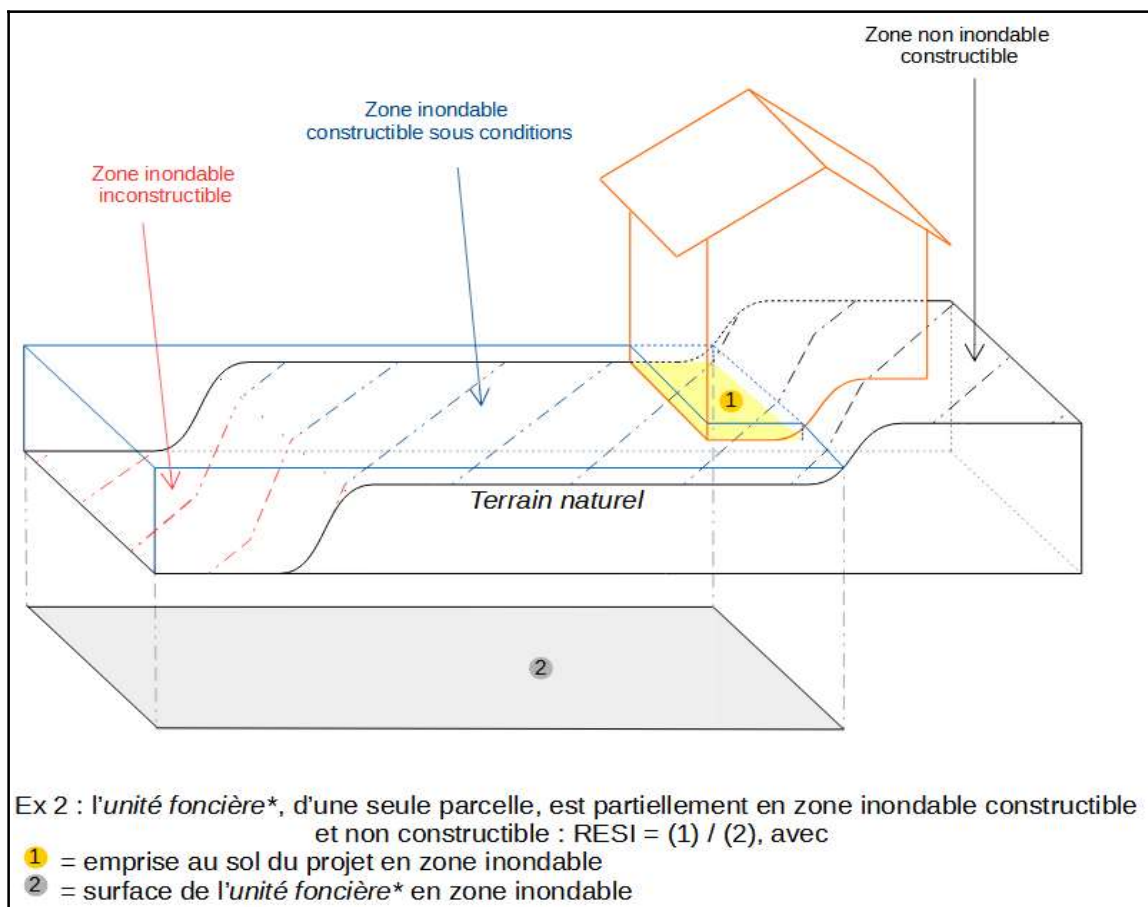 Zone non inondable
constructible
Zone inondable
constructible sous conditions
Zone inondable
inconstructible
1
Terrain naturel
2
Ex 2 : l'unité foncière*, d'une seule parcelle, est partiellement en zone inondable constructible
et non constructible : RESI = (1) / (2), avec
1 = emprise au sol du projet en zone inondable
2 = surface de l'unité foncière* en zone inondable